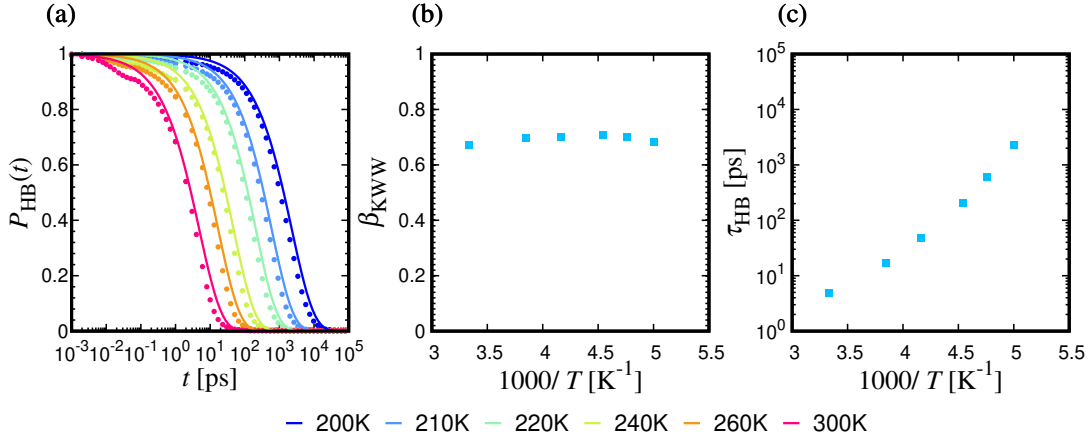 (a)
(b)
(c)
1
0.8
0.6
0.4
0.2
0
P_HB(t)
10^-3 10^-2 10^-1 10^0 10^1 10^2 10^3 10^4 10^5
t [ps]
1
0.8
0.6
0.4
0.2
0
β_KWW
3 3.5 4 4.5 5 5.5
1000/ T [K^-1]
10^5
10^4
10^3
10^2
10^1
10^0
τ_HB [ps]
3 3.5 4 4.5 5 5.5
1000/ T [K^-1]
200K 210K 220K 240K 260K 300K